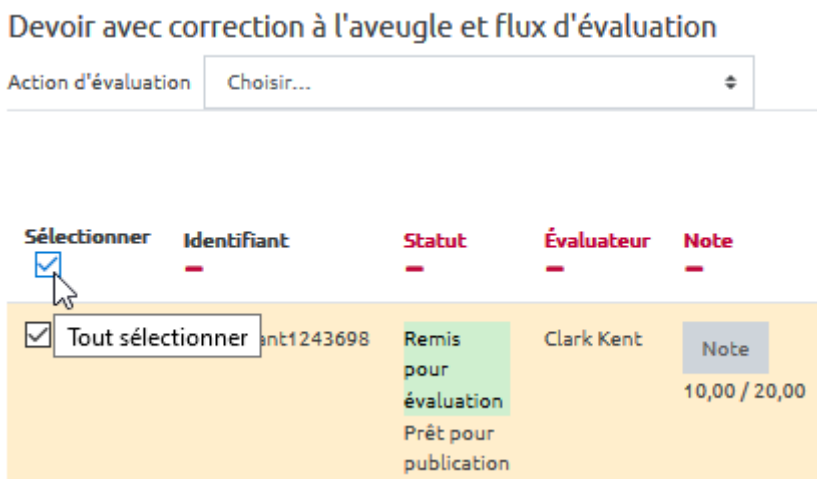 Devoir avec correction à l'aveugle et flux d'évaluation
Action d'évaluation Choisir...
Sélectionner Identifiant Statut Évaluateur Note
Tout sélectionner ant1243698 Remis Clark Kent Note
pour
évaluation 10,00 / 20,00
Prêt pour
publication